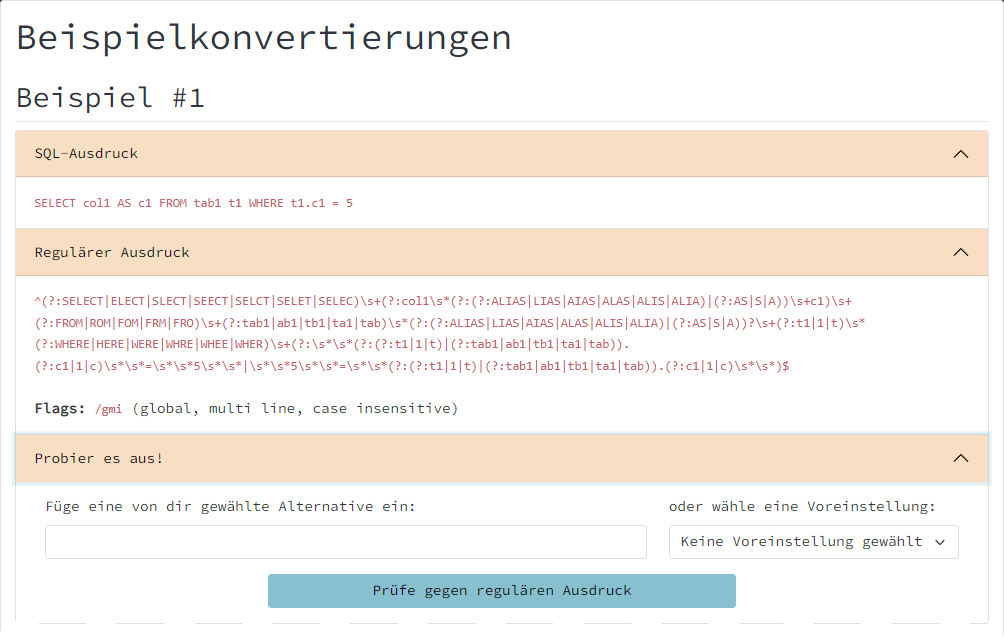 Beispielkonvertierungen
Beispiel #1
SQL-Ausdruck
SELECT col1 AS c1 FROM tab1 t1 WHERE t1.c1 = 5
Regulärer Ausdruck
^(?:SELECT|ELECT|SLECT|SEECT|SELCT|SELET|SELEC)\s+(?:col1\s*(?:(?:ALIAS|LIAS|AIAS|ALAS|ALIS|ALIA)|(?:AS|S|A))\s+c1)\s+
(?:FROM|ROM|FOM|FRM|FRO)\s+(?:tab1|ab1|tb1|ta1|tab)\s*(?:(?:ALIAS|LIAS|AIAS|ALAS|ALIS|ALIA)|(?:AS|S|A))?\s+(?:t1|1|t)\s*
(?:WHERE|HERE|WERE|WHRE|WHEE|WHER)\s+(?:\s*\s*(?:(?:t1|1|t)|(?:tab1|ab1|tb1|ta1|tab)).
(?:c1|1|c)\s*\s*=\s*\s*5\s*\s*|\s*\s*5\s*\s*=\s*\s*(?:(?:t1|1|t)|(?:tab1|ab1|tb1|ta1|tab)).(?:c1|1|c)\s*\s*)$
Flags: /gmi (global, multi line, case insensitive)
Probier es aus!
Füge eine von dir gewählte Alternative ein:
oder wähle eine Voreinstellung:
Keine Voreinstellung gewählt
Prüfe gegen regulären Ausdruck